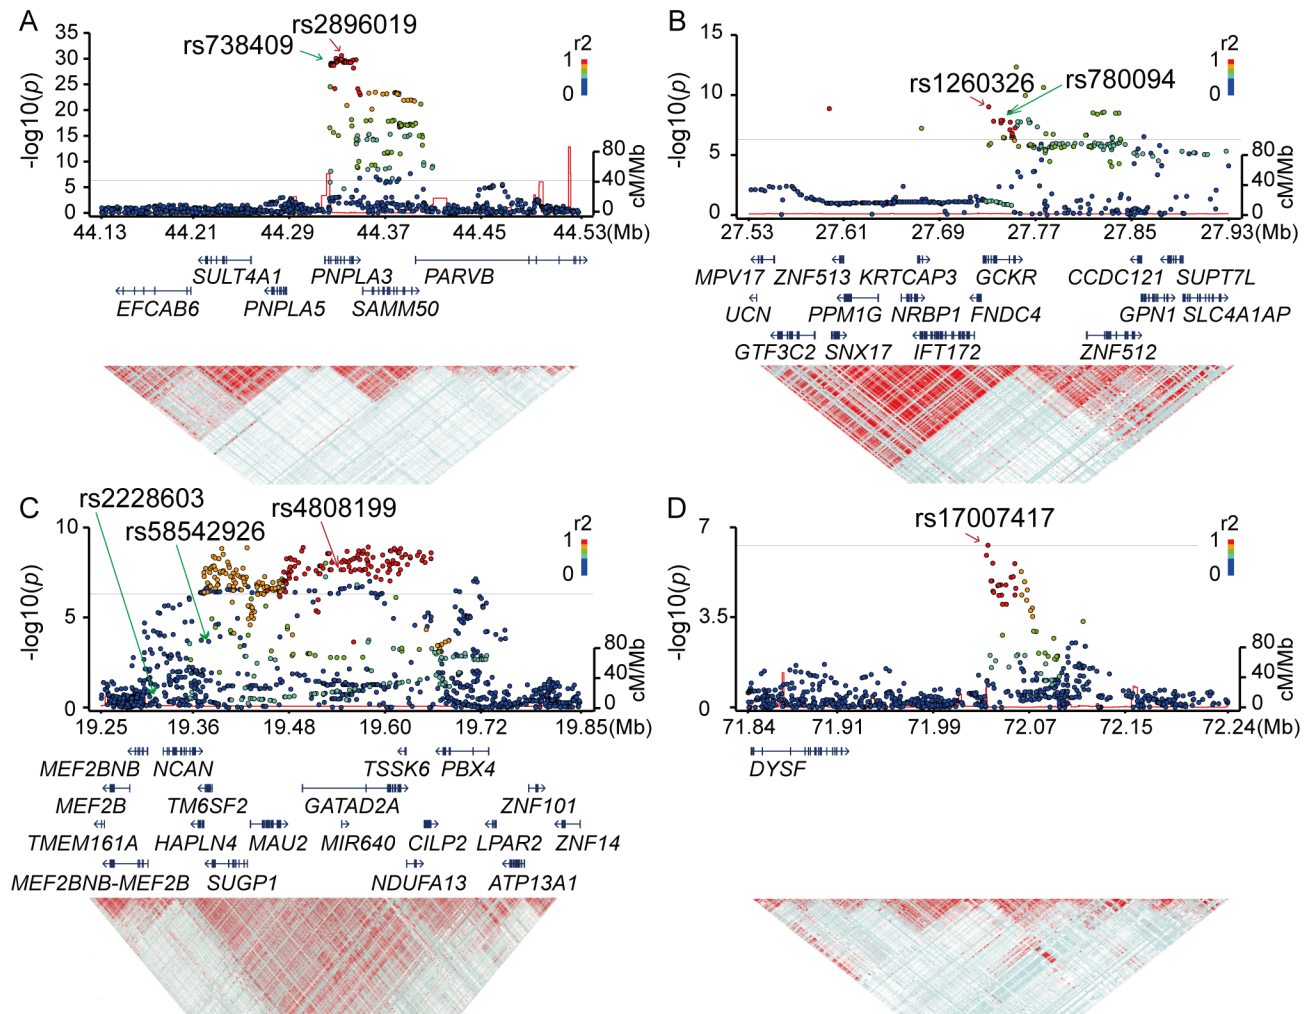 A
rs2896019
rs738409
35
30
25
20
15
10
5
0
-log10(p)
r2
1
0
80
40
0
cM/Mb
44.13 44.21 44.29 44.37 44.45 44.53(Mb)
SULT4A1 PNPLA3 PARVB
EFCAB6 PNPLA5 SAMM50
B
15
10
5
0
-log10(p)
rs1260326 rs780094
r2
1
0
80
40
0
cM/Mb
27.53 27.61 27.69 27.77 27.85 27.93(Mb)
MPV17 ZNF513 KRTCAP3 GCKR CCDC121 SUPT7L
UCN PPM1G NRBP1 FNDC4 GPN1 SLC4A1AP
GTF3C2 SNX17 IFT172 ZNF512
C
rs2228603
rs58542926
rs4808199
10
5
0
-log10(p)
r2
1
0
80
40
0
cM/Mb
19.25 19.36 19.48 19.60 19.72 19.85(Mb)
MEF2BNB NCAN TSSK6 PBX4
MEF2B TM6SF2 GATAD2A ZNF101
TMEM161A HAPLN4 MAU2 MIR640 CILP2 LPAR2 ZNF14
MEF2BNB-MEF2B SUGP1 NDUFA13 ATP13A1
D
rs17007417
7
3.5
0
-log10(p)
r2
1
0
80
40
0
cM/Mb
71.84 71.91 71.99 72.07 72.15 72.24(Mb)
DYSF